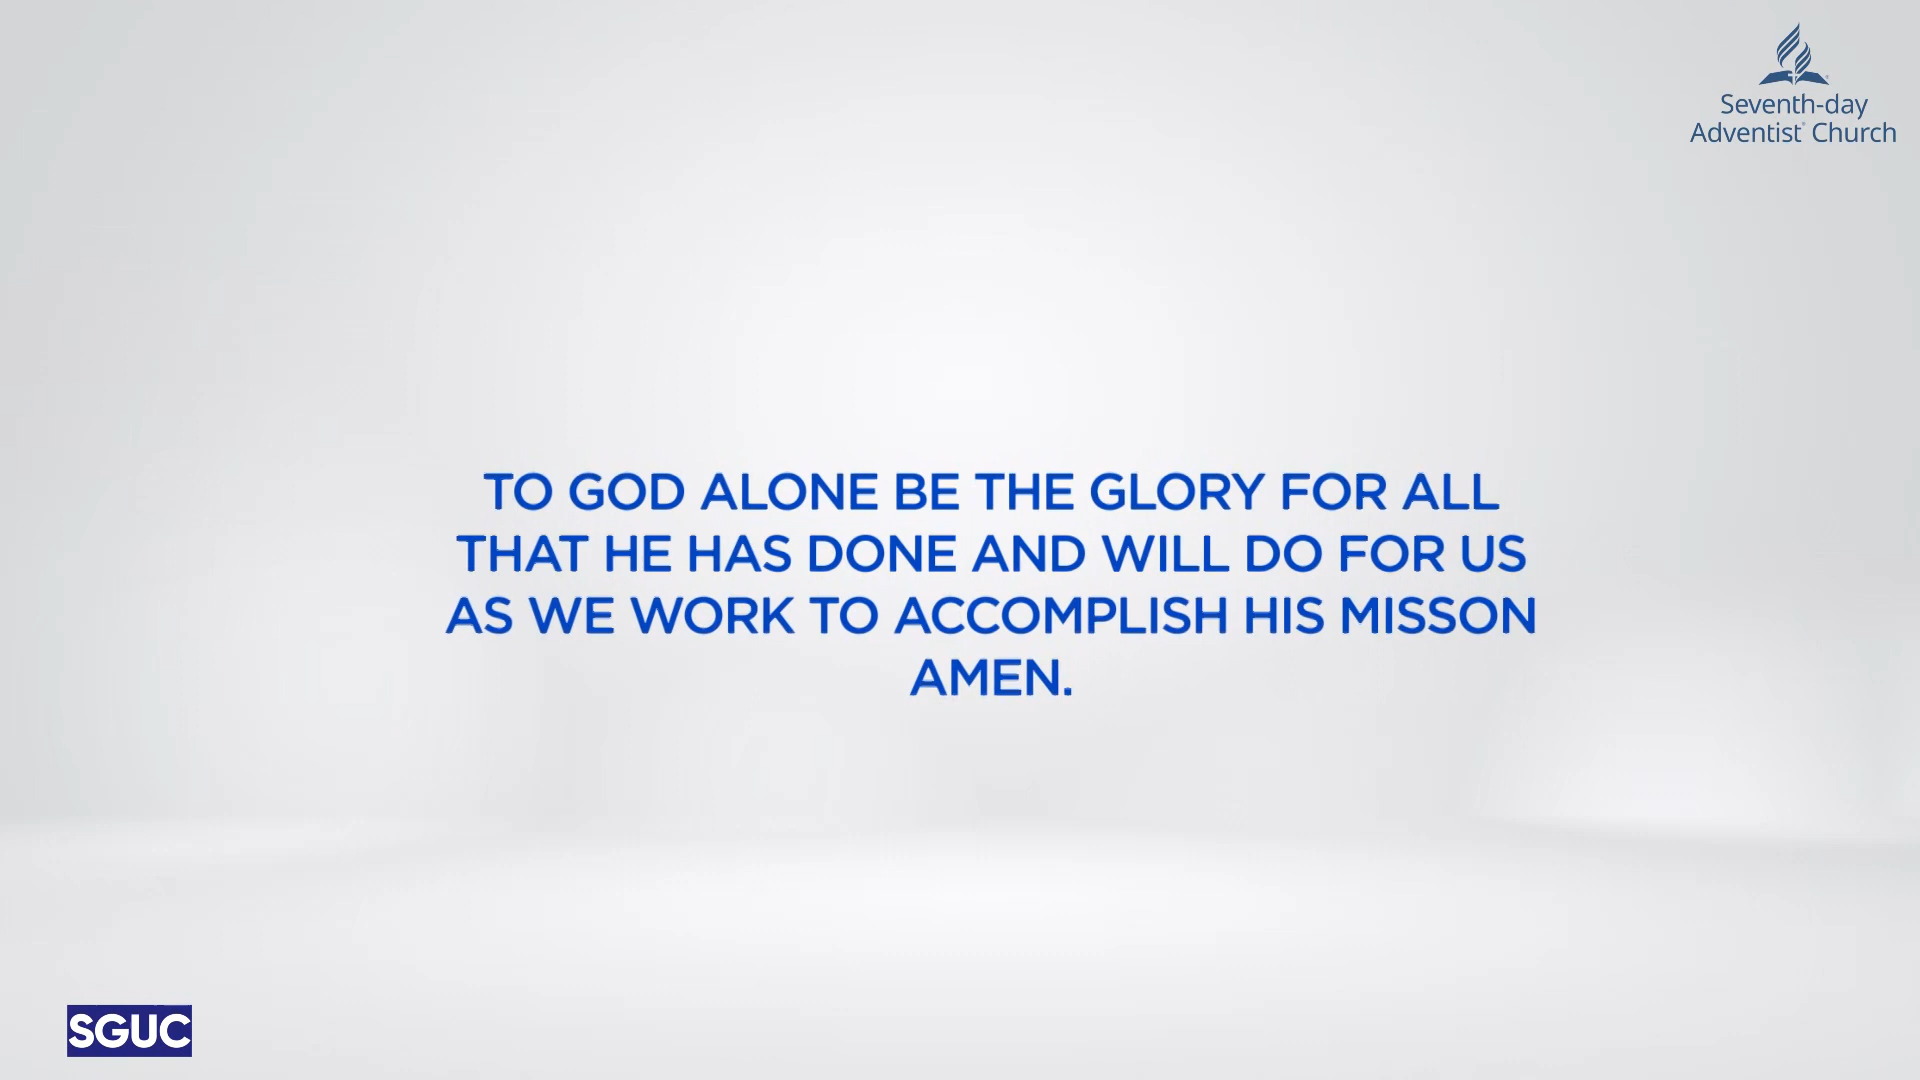 Seventh-day
Adventist® Church
TO GOD ALONE BE THE GLORY FOR ALL
THAT HE HAS DONE AND WILL DO FOR US
AS WE WORK TO ACCOMPLISH HIS MISSON
AMEN.
SGUC